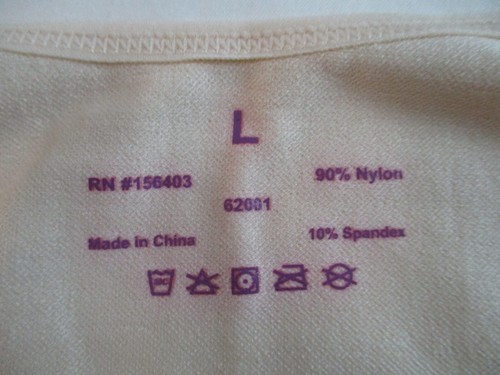 L
RN #156403
90% Nylon
62001
Made in China
10% Spandex